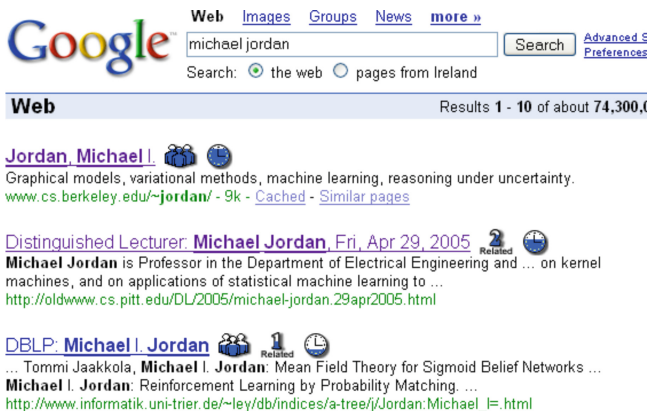 Web Images Groups News more »
Google
michael jordan Search Advanced S
Preferences
Search: the web pages from Ireland
Web Results 1 - 10 of about 74,300,0
Jordan, Michael I.
Graphical models, variational methods, machine learning, reasoning under uncertainty.
www.cs.berkeley.edu/~jordan/ - 9k - Cached - Similar pages
Distinguished Lecturer: Michael Jordan, Fri, Apr 29, 2005 2 Related
Michael Jordan is Professor in the Department of Electrical Engineering and ... on kernel
machines, and on applications of statistical machine learning to ...
http://oldwww.cs.pitt.edu/DL/2005/michael-jordan.29apr2005.html
DBLP: Michael I. Jordan 1 Related
... Tommi Jaakkola, Michael I. Jordan: Mean Field Theory for Sigmoid Belief Networks ...
Michael I. Jordan: Reinforcement Learning by Probability Matching. ...
http://www.informatik.uni-trier.de/~ley/db/indices/a-tree/j/Jordan:Michael_I=.html